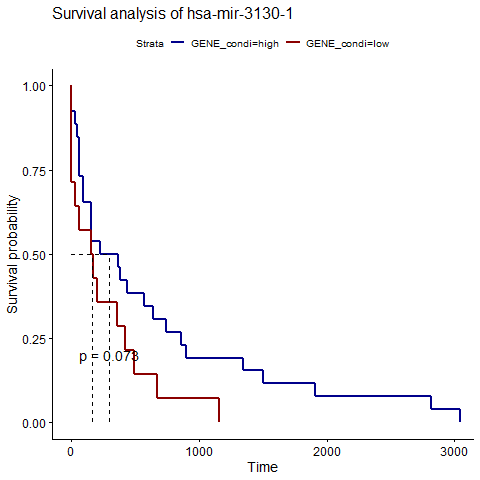 Survival analysis of hsa-mir-3130-1
Strata GENE_condi=high GENE_condi=low
Survival probability
1.00
0.75
0.50
0.25
0.00
p = 0.073
0 1000 2000 3000
Time